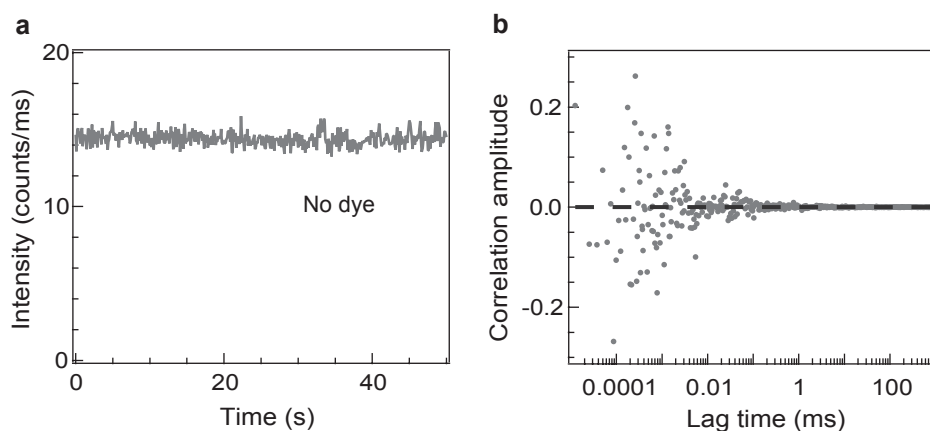 a
20
10
0
Intensity (counts/ms)
No dye
0
20
40
Time (s)
b
0.2
0.0
-0.2
Correlation amplitude
0.0001
0.01
1
100
Lag time (ms)